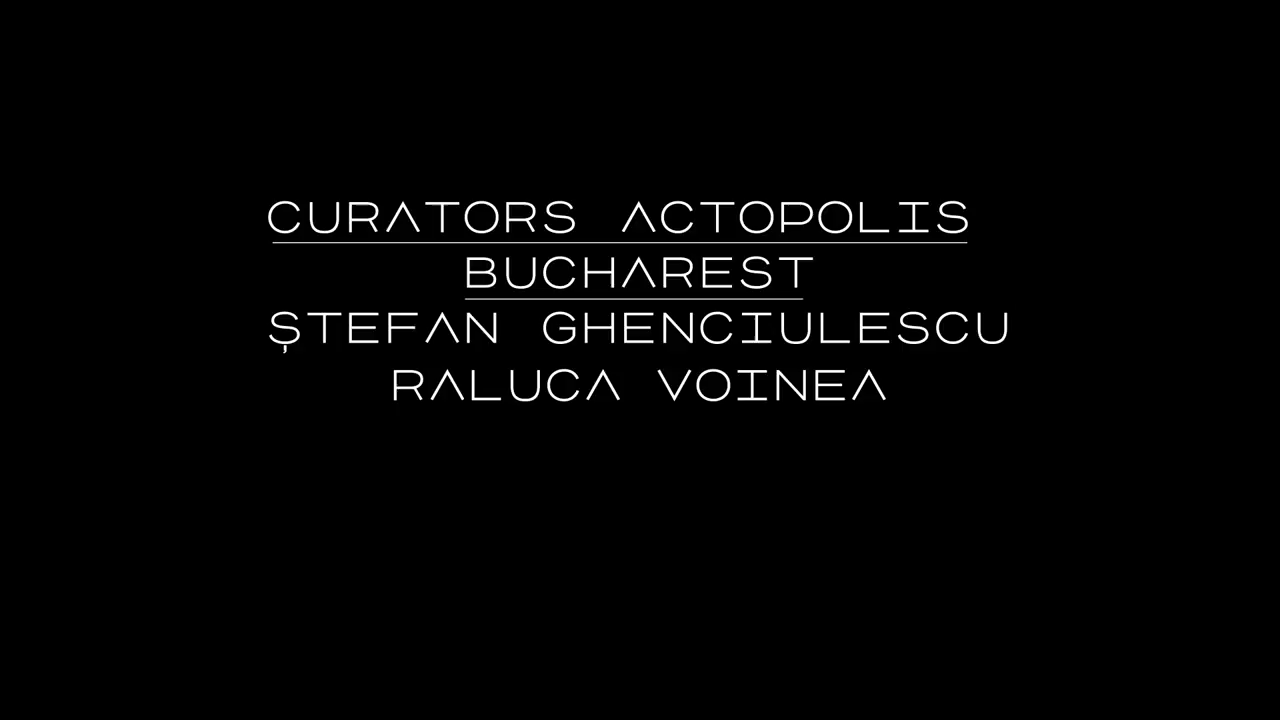 CURATORS ACTOPOLIS
BUCHAREST
ȘTEFAN GHENCIULESCU
RALUCA VOINEA